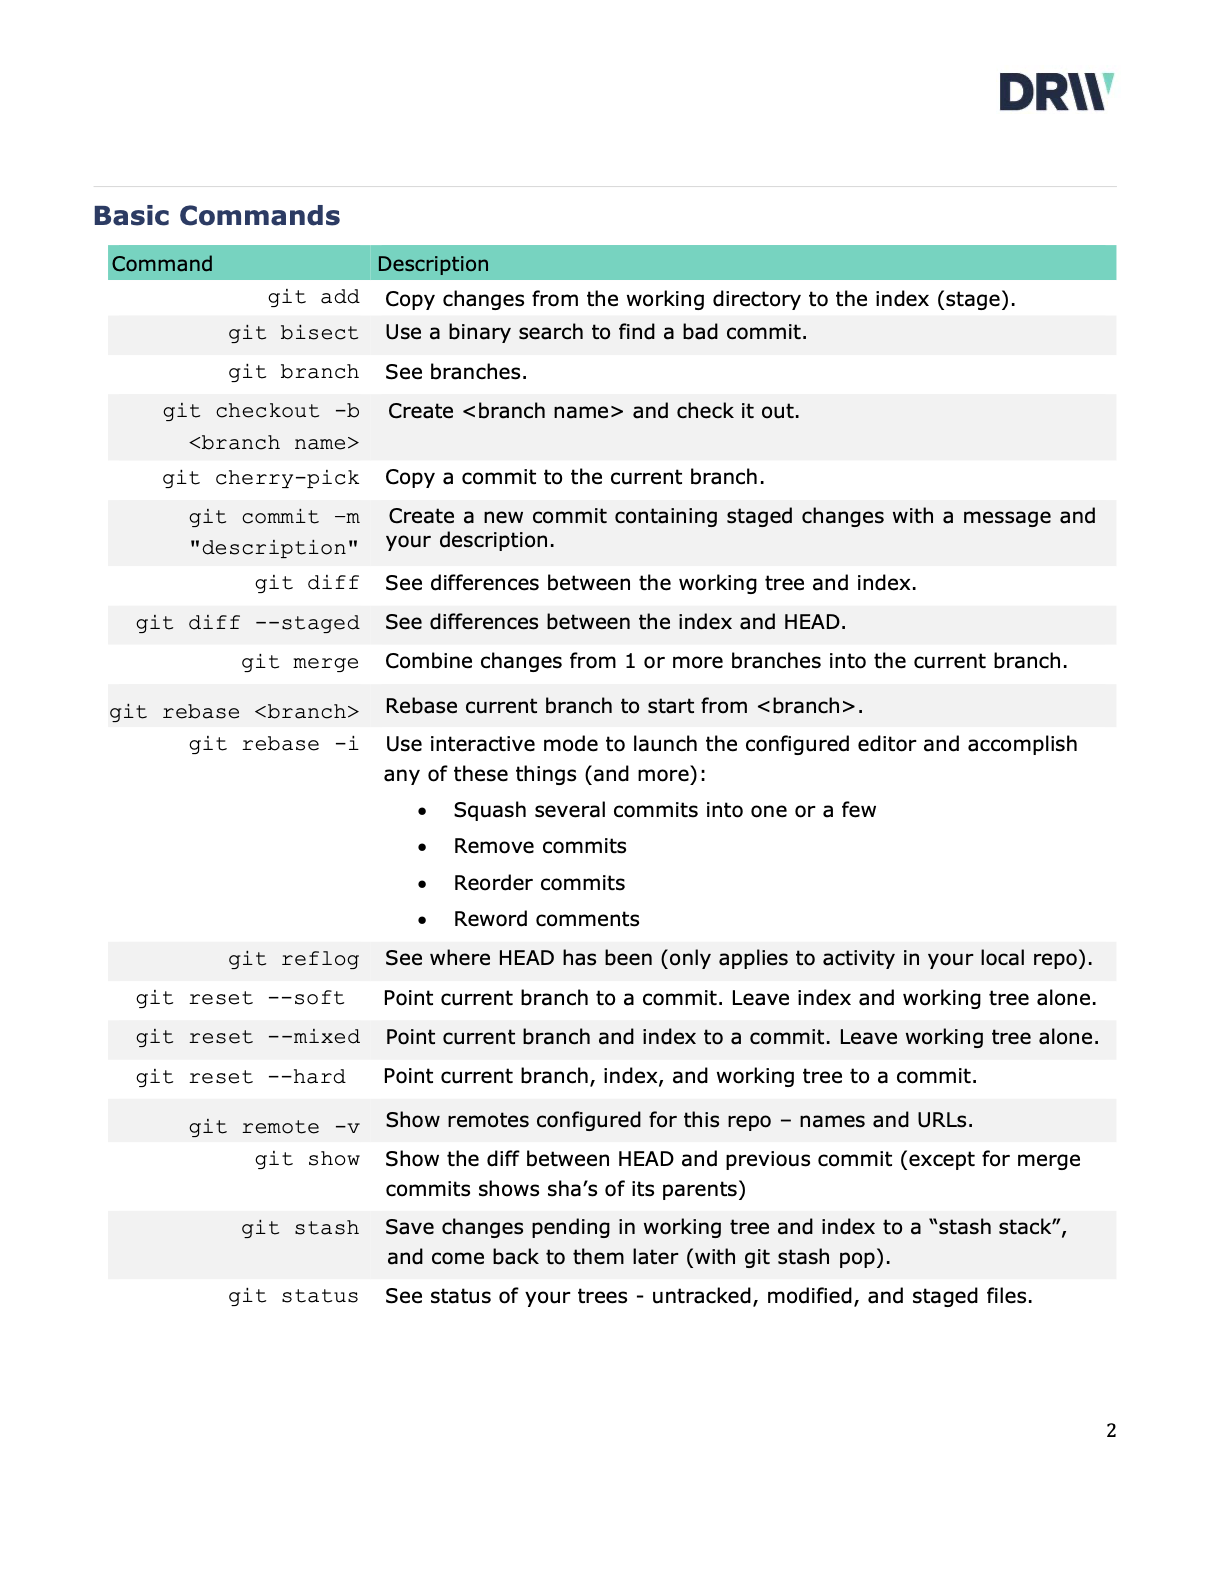 DRW
Basic Commands
Command Description
git add Copy changes from the working directory to the index (stage).
git bisect Use a binary search to find a bad commit.
git branch See branches.
git checkout -b Create <branch name> and check it out.
<branch name>
git cherry-pick Copy a commit to the current branch.
git commit –m Create a new commit containing staged changes with a message and
"description" your description.
git diff See differences between the working tree and index.
git diff --staged See differences between the index and HEAD.
git merge Combine changes from 1 or more branches into the current branch.
git rebase <branch> Rebase current branch to start from <branch>.
git rebase -i Use interactive mode to launch the configured editor and accomplish
any of these things (and more):
• Squash several commits into one or a few
• Remove commits
• Reorder commits
• Reword comments
git reflog See where HEAD has been (only applies to activity in your local repo).
git reset --soft Point current branch to a commit. Leave index and working tree alone.
git reset --mixed Point current branch and index to a commit. Leave working tree alone.
git reset --hard Point current branch, index, and working tree to a commit.
git remote -v Show remotes configured for this repo – names and URLs.
git show Show the diff between HEAD and previous commit (except for merge
commits shows sha’s of its parents)
git stash Save changes pending in working tree and index to a “stash stack”,
and come back to them later (with git stash pop).
git status See status of your trees - untracked, modified, and staged files.
2